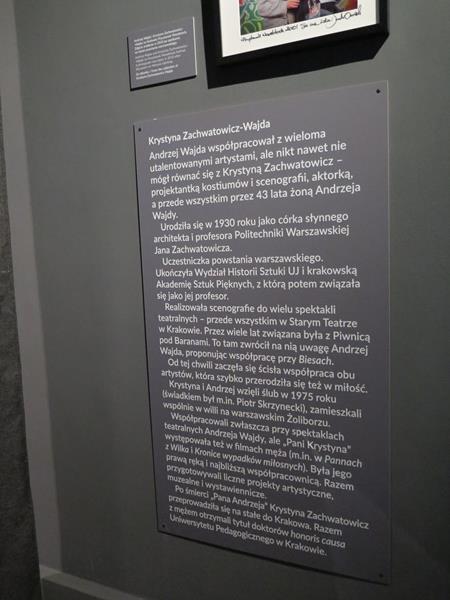 Krystyna Zachwatowicz-Wajda
Andrzej Wajda współpracował z wieloma
utalentowanymi artystami, ale nikt nawet nie
mógł równać się z Krystyną Zachwatowicz –
projektantką kostiumów i scenografii, aktorką,
a przede wszystkim przez 43 lata żoną Andrzeja
Wajdy.
Urodziła się w 1930 roku jako córka słynnego
architekta i profesora Politechniki Warszawskiej
Jana Zachwatowicza.
Uczestniczka powstania warszawskiego.
Ukończyła Wydział Historii Sztuki UJ i krakowską
Akademię Sztuk Pięknych, z którą potem związała
się jako jej profesor.
Realizowała scenografie do wielu spektakli
teatralnych – przede wszystkim w Starym Teatrze
w Krakowie. Przez wiele lat związana była z Piwnicą
pod Baranami. To tam zwrócił na nią uwagę Andrzej
Wajda, proponując współpracę przy Biesach.
Od tej chwili zaczęła się ścisła współpraca obu
artystów, która szybko przerodziła się też w miłość.
Krystyna i Andrzej wzięli ślub w 1975 roku
(świadkiem był m.in. Piotr Skrzynecki), zamieszkali
wspólnie w willi na warszawskim Żoliborzu.
Współpracowali zwłaszcza przy spektaklach
teatralnych Andrzeja Wajdy, ale „Pani Krystyna"
występowała też w filmach męża (m.in. w Pannach
z Wilka i Kronice wypadków miłosnych). Była jego
prawą ręką i najbliższą współpracownicą. Razem
przygotowywali liczne projekty artystyczne,
muzealne i wystawiennicze.
Po śmierci „Pana Andrzeja" Krystyna Zachwatowicz
przeprowadziła się na stałe do Krakowa. Razem
z mężem otrzymali tytuł doktorów honoris causa
Uniwersytetu Pedagogicznego w Krakowie.